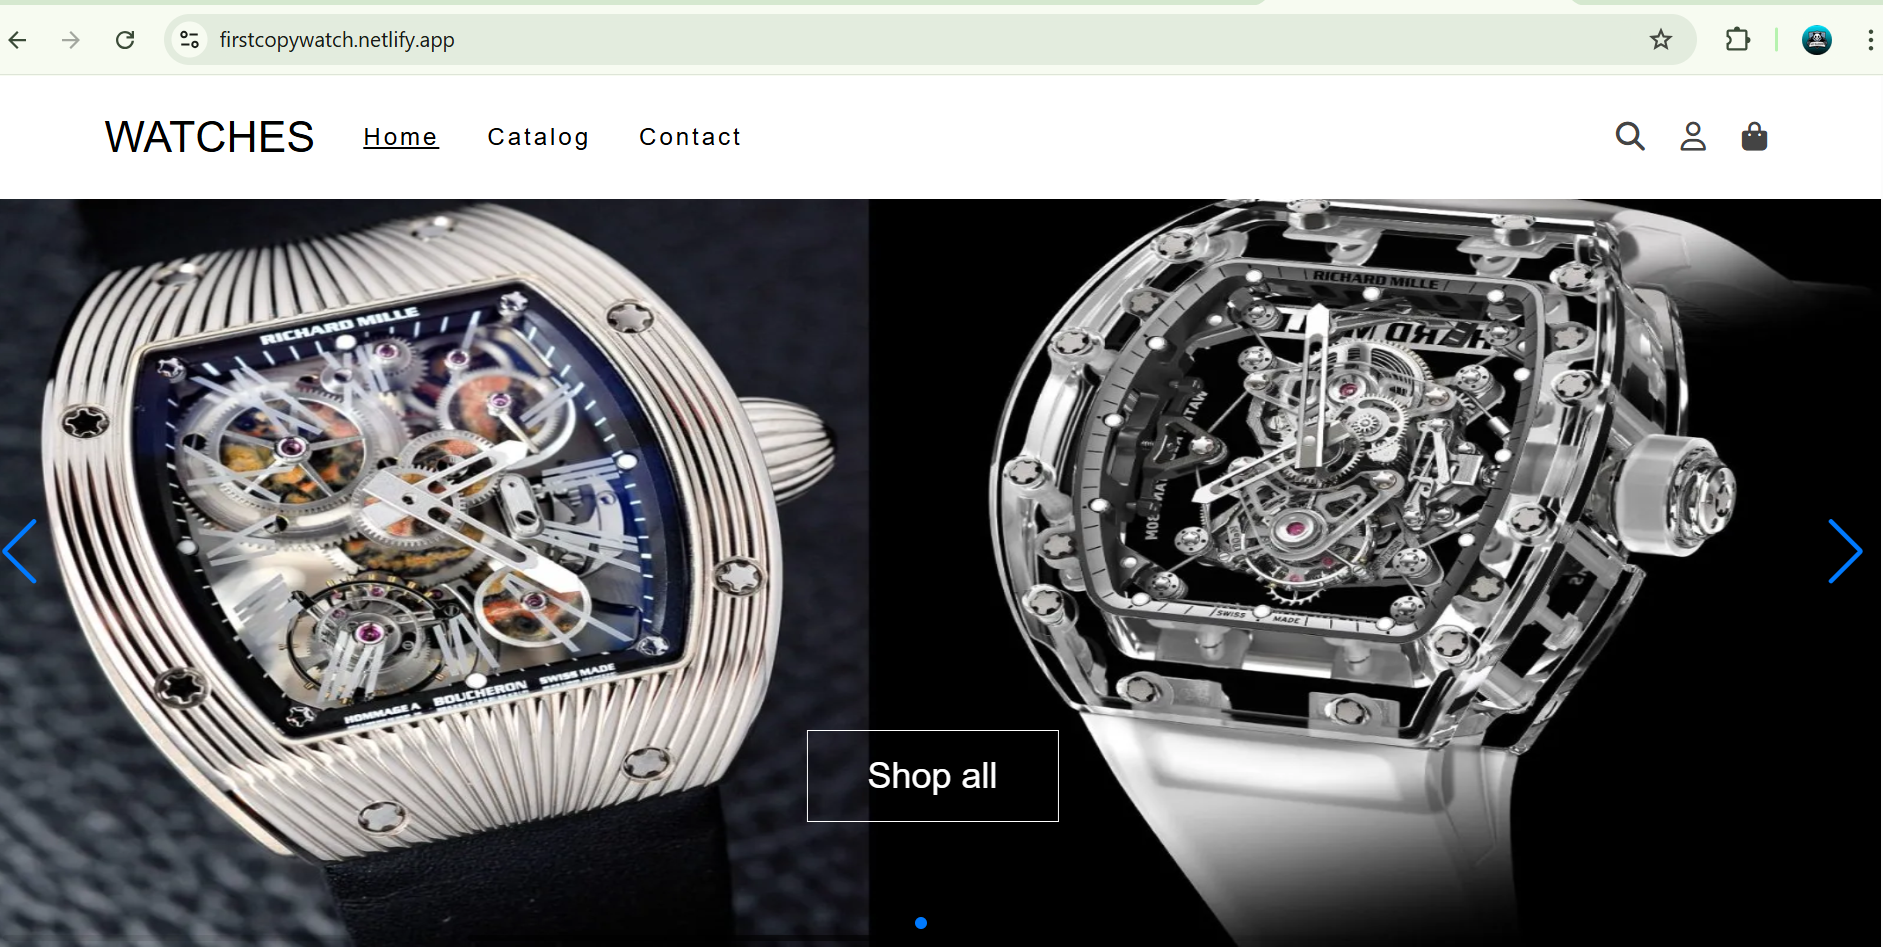 firstcopywatch.netlify.app
WATCHES Home Catalog Contact
RICHARD MILLE
HOMMAGE A BOUCHERON SWISS MADE
RICHARD MILLE
SWISS MADE
Shop all